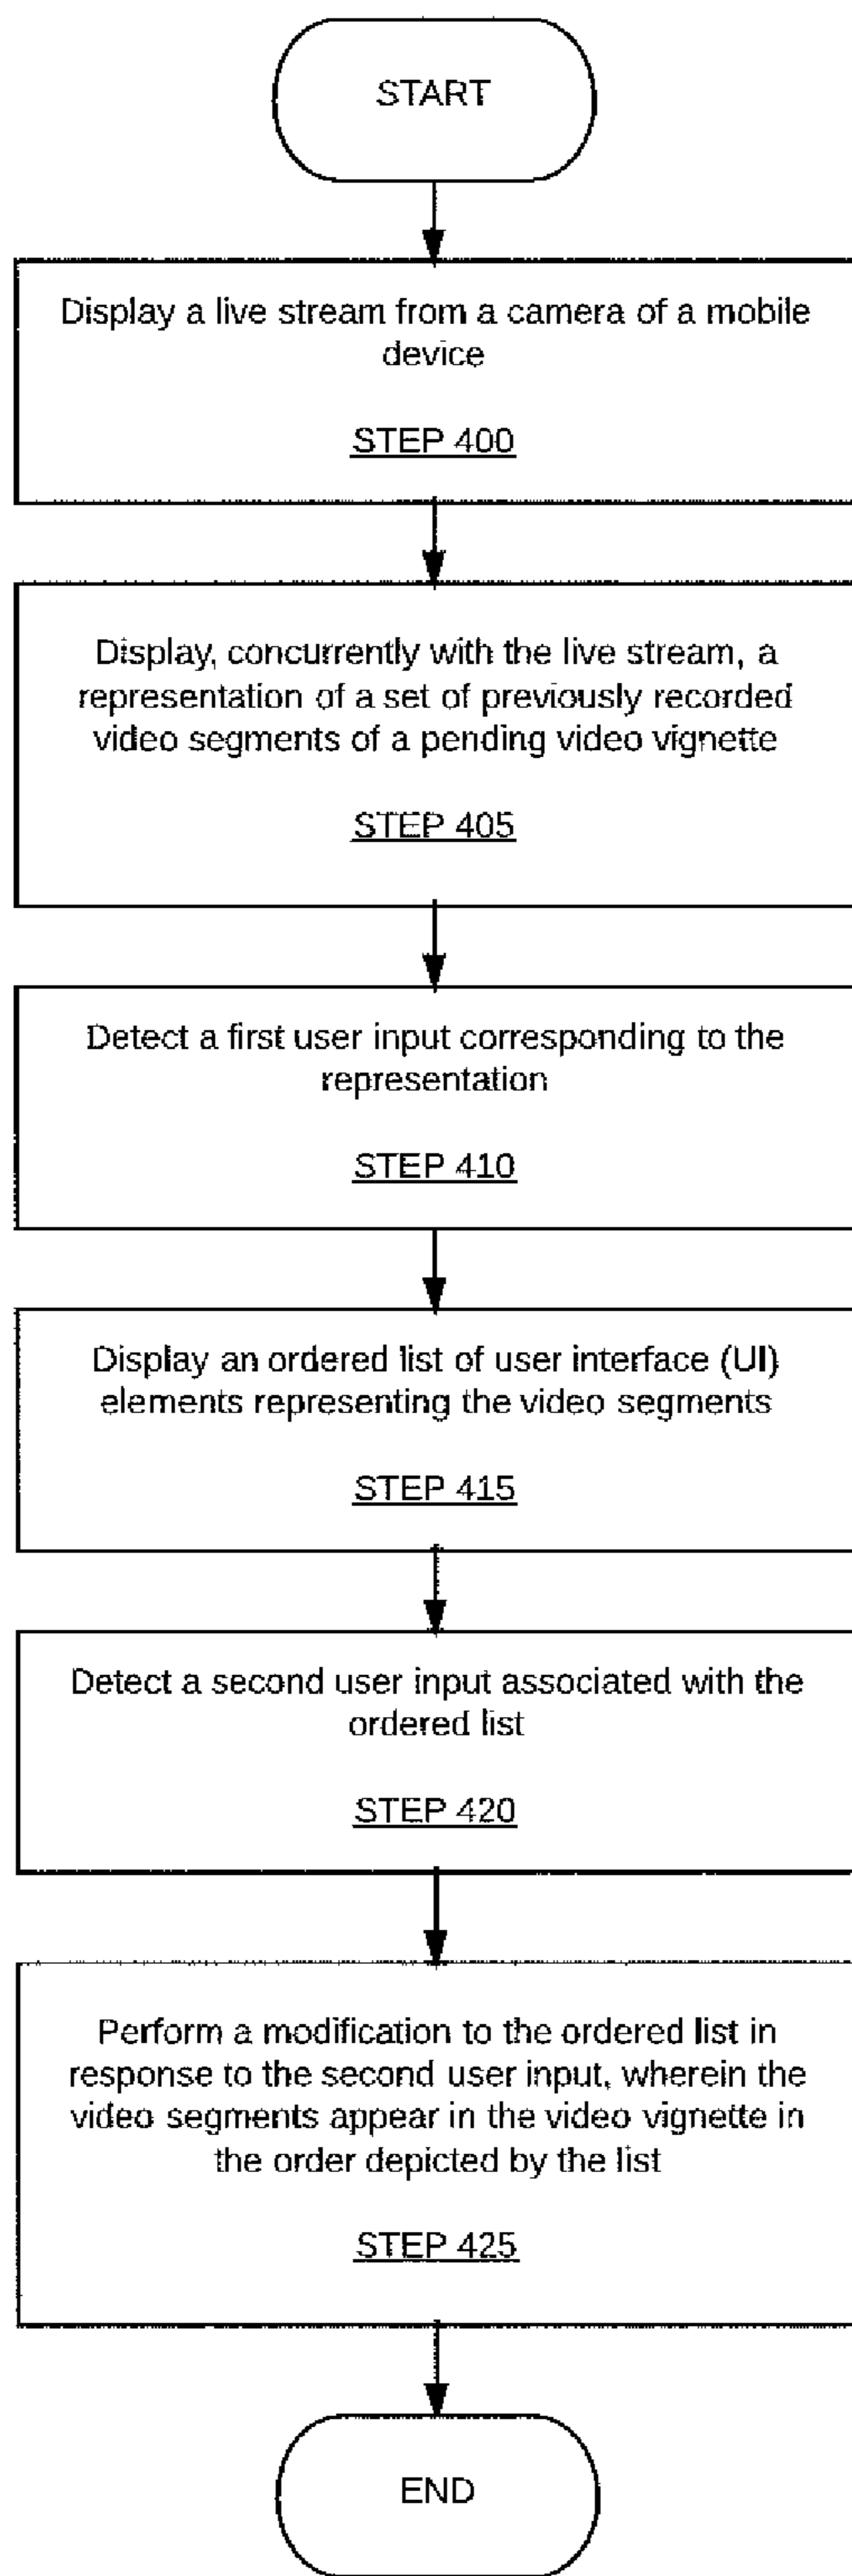 START
Display a live stream from a camera of a mobile
device
STEP 400
Display, concurrently with the live stream, a
representation of a set of previously recorded
video segments of a pending video vignette
STEP 405
Detect a first user input corresponding to the
representation
STEP 410
Display an ordered list of user interface (UI)
elements representing the video segments
STEP 415
Detect a second user input associated with the
ordered list
STEP 420
Perform a modification to the ordered list in
response to the second user input, wherein the
video segments appear in the video vignette in
the order depicted by the list
STEP 425
END